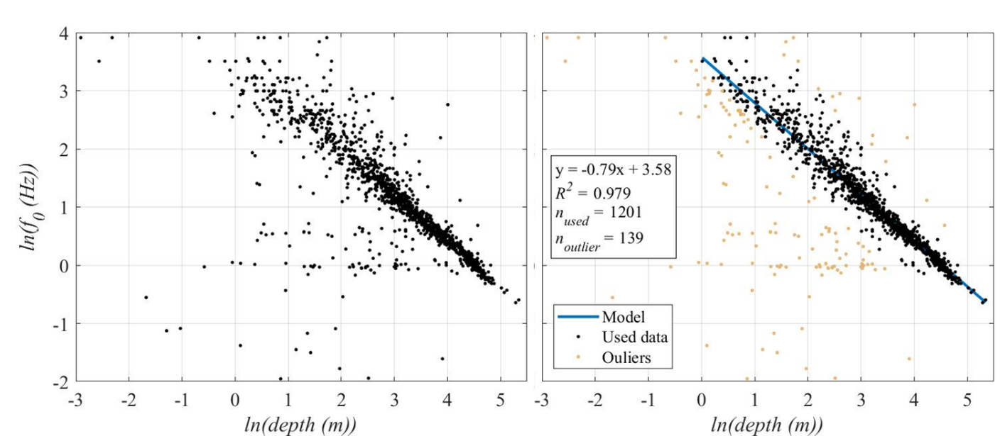 4
3
2
1
0
-1
-2
-3 -2 -1 0 1 2 3 4 5
ln(f0 (Hz))
ln(depth (m))
y = -0.79x + 3.58
R2 = 0.979
nused = 1201
noutlier = 139
Model
Used data
Ouliers
-3 -2 -1 0 1 2 3 4 5
ln(depth (m))